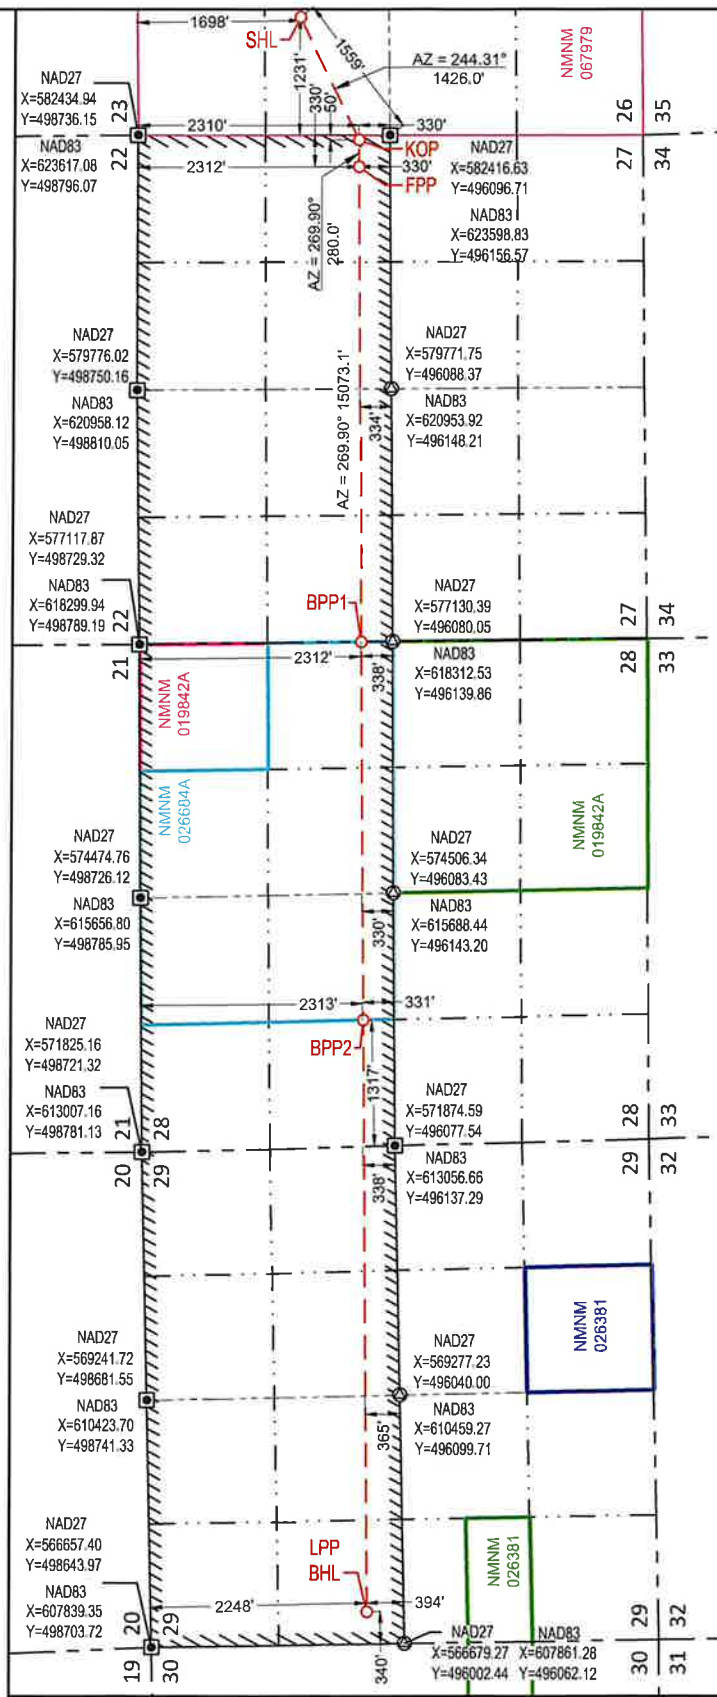 1698'
SHL
1231'
330'
50'
1559'
AZ = 244.31°
1426.0'
NMNM
067979
NAD27
X=582434.94
Y=498736.15
NAD83
X=623617.08
Y=498796.07
23
22
26
35
27
34
2310'
330'
2312'
330'
KOP
FPP
NAD27
X=582416.63
Y=496096.71
NAD83
X=623598.83
Y=496156.57
AZ = 269.90°
280.0'
NAD27
X=579776.02
Y=498750.16
NAD83
X=620958.12
Y=498810.05
NAD27
X=579771.75
Y=496088.37
NAD83
X=620953.92
Y=496148.21
334'
AZ = 269.90° 15073.1'
NAD27
X=577117.87
Y=498729.32
NAD83
X=618299.94
Y=498789.19
22
21
BPP1
2312'
338'
NAD27
X=577130.39
Y=496080.05
NAD83
X=618312.53
Y=496139.86
27
34
28
33
NMNM
019842A
NMNM
026684A
NMNM
019842A
NAD27
X=574474.76
Y=498726.12
NAD83
X=615656.80
Y=498785.95
NAD27
X=574506.34
Y=496083.43
NAD83
X=615688.44
Y=496143.20
330'
2313'
331'
BPP2
1317'
NAD27
X=571825.16
Y=498721.32
NAD83
X=613007.16
Y=498781.13
21
28
20
29
NAD27
X=571874.59
Y=496077.54
NAD83
X=613056.66
Y=496137.29
28
33
29
32
338'
NMNM
026381
NAD27
X=569241.72
Y=498681.55
NAD83
X=610423.70
Y=498741.33
NAD27
X=569277.23
Y=496040.00
NAD83
X=610459.27
Y=496099.71
365'
NAD27
X=566657.40
Y=498643.97
NAD83
X=607839.35
Y=498703.72
20
29
19
30
LPP
BHL
2248'
394'
340'
NMNM
026381
NAD27
X=566679.27
Y=496002.44
NAD83
X=607861.28
Y=496062.12
29
32
30
31